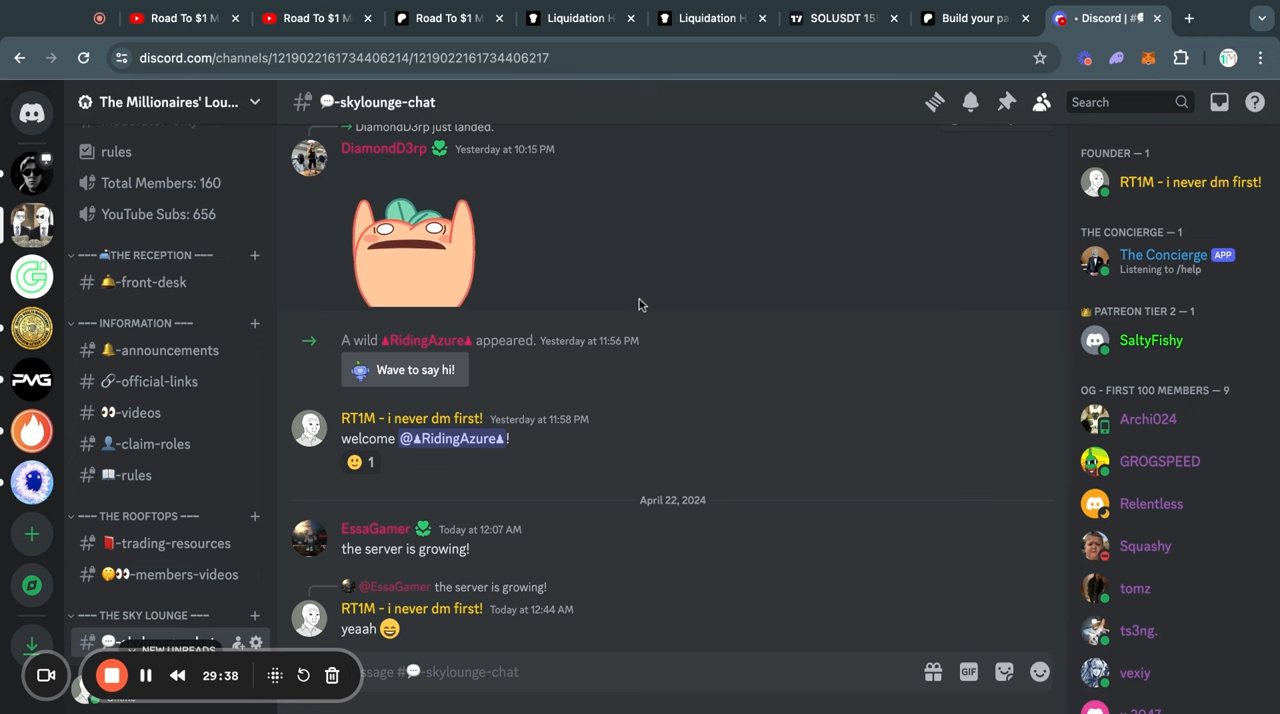 Road To $1 M
Road To $1 M
Road To $1 M
Liquidation H
Liquidation H
SOLUSDT 15
Build your pa
Discord | #
discord.com/channels/1219022161734406214/1219022161734406217
The Millionaires' Lou...
💬-skylounge-chat
Search
rules
Total Members: 160
YouTube Subs: 656
THE RECEPTION
🛎️-front-desk
INFORMATION
🔔-announcements
🔗-official-links
👀-videos
👤-claim-roles
📖-rules
THE ROOFTOPS
📕-trading-resources
🤫👀-members-videos
THE SKY LOUNGE
NEW UNREADS
29:38
DiamondD3rp just landed.
DiamondD3rp Yesterday at 10:15 PM
A wild ♟RidingAzure♟ appeared. Yesterday at 11:56 PM
Wave to say hi!
RT1M - i never dm first! Yesterday at 11:58 PM
welcome @♟RidingAzure♟!
🙂 1
April 22, 2024
EssaGamer Today at 12:07 AM
the server is growing!
@EssaGamer the server is growing!
RT1M - i never dm first! Today at 12:44 AM
yeaah 😄
#💬-skylounge-chat
GIF
FOUNDER — 1
RT1M - i never dm first!
THE CONCIERGE — 1
The Concierge APP
Listening to /help
👑 PATREON TIER 2 — 1
SaltyFishy
OG - FIRST 100 MEMBERS — 9
Archi024
GROGSPEED
Relentless
Squashy
tomz
ts3ng.
vexiy
PMG